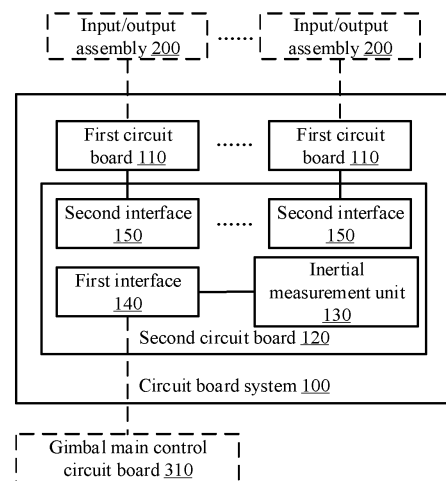 Input/output
assembly 200
......
Input/output
assembly 200
First circuit
board 110
......
First circuit
board 110
Second interface
150
......
Second interface
150
First interface
140
Inertial
measurement unit
130
Second circuit board 120
Circuit board system 100
Gimbal main control
circuit board 310